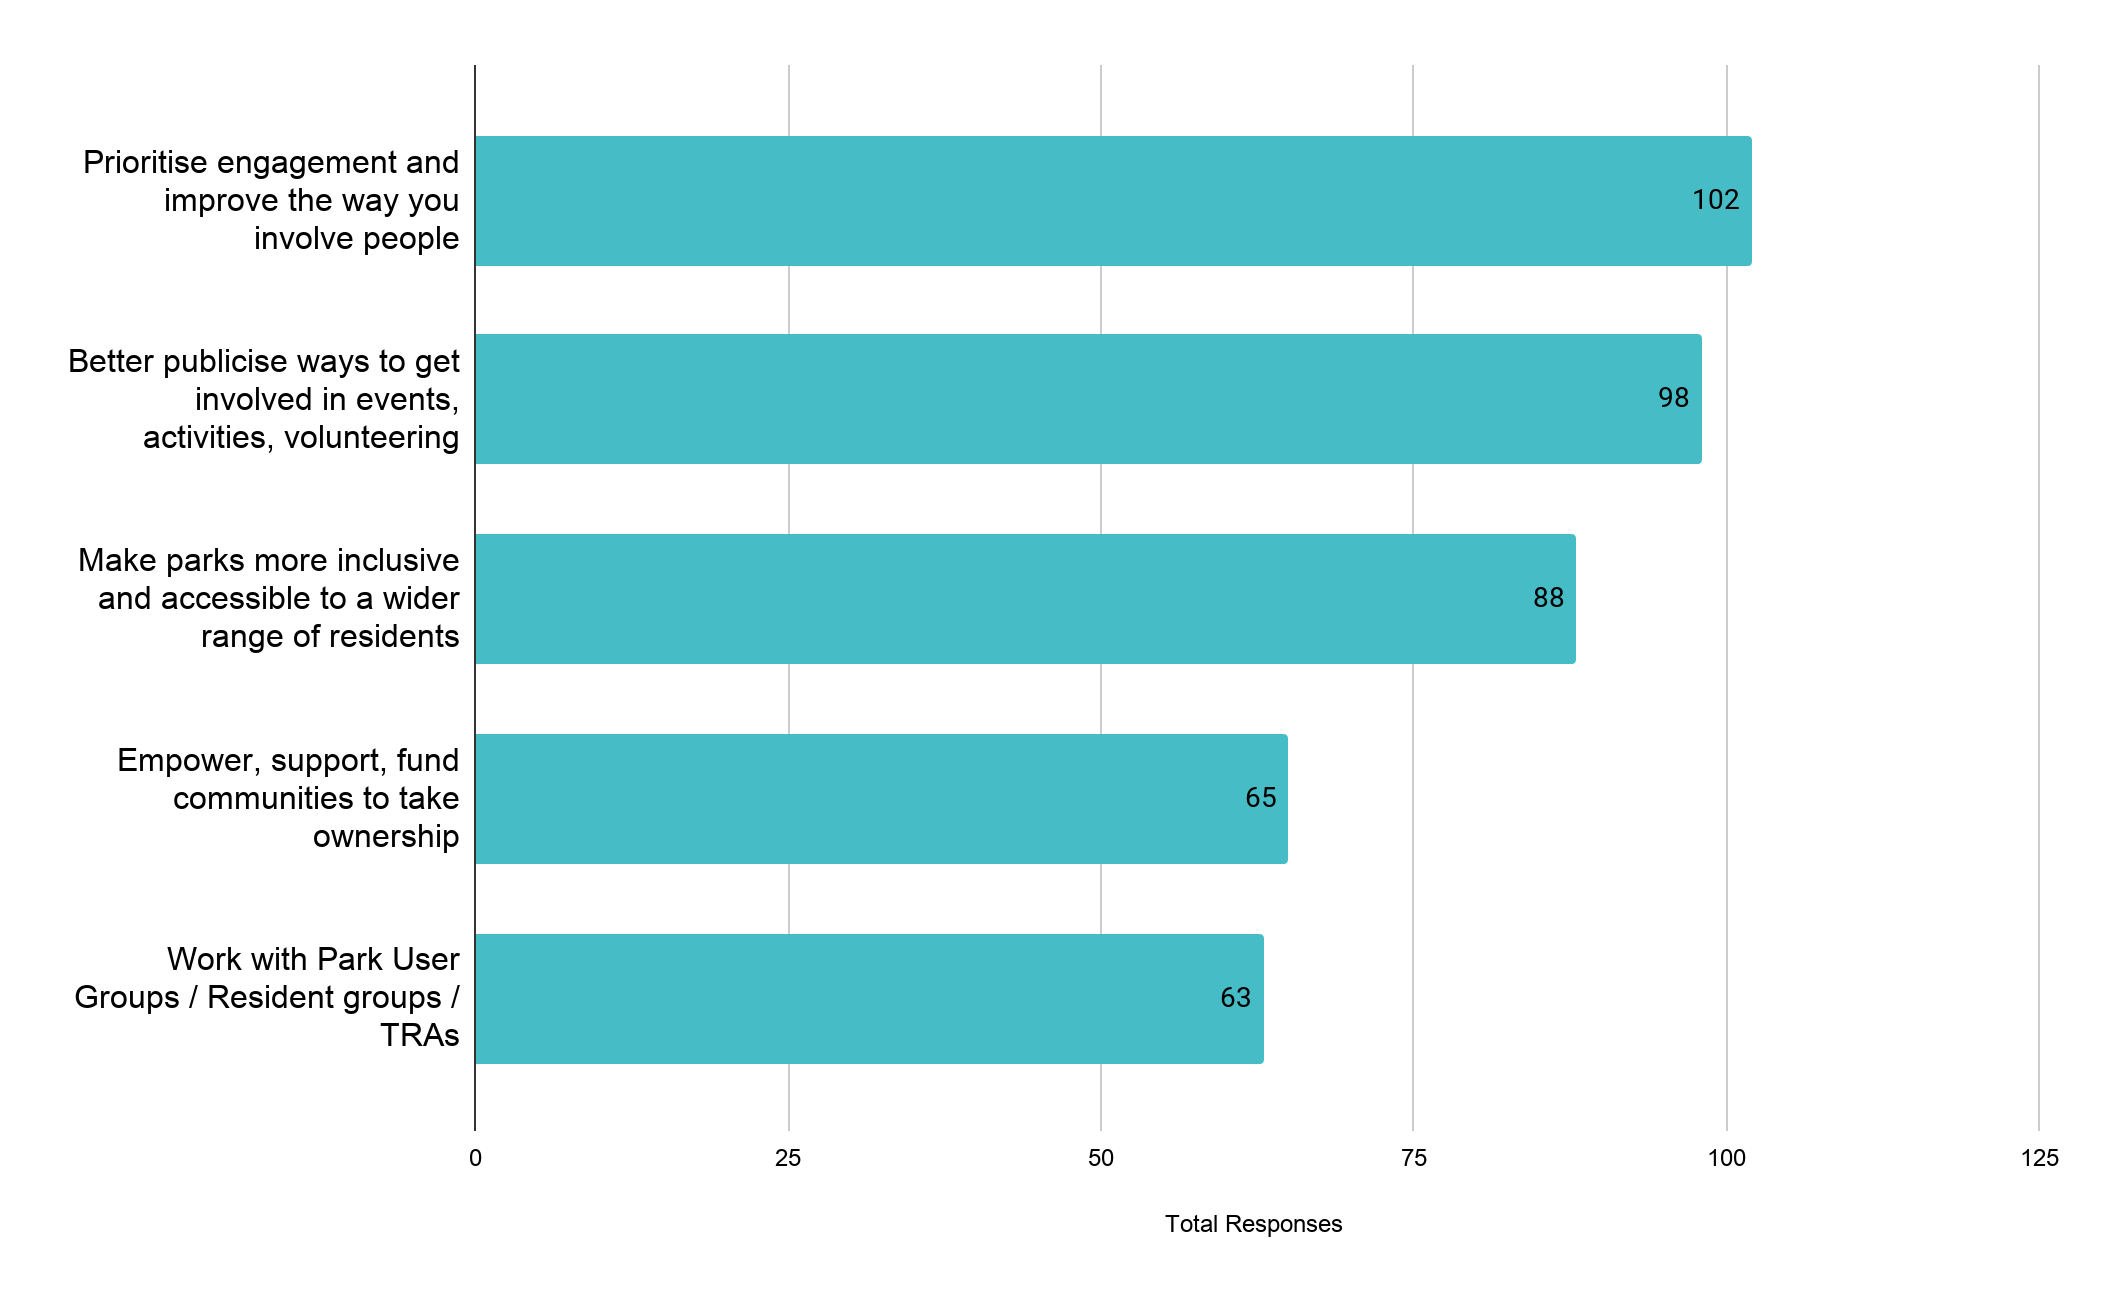 Prioritise engagement and
improve the way you
involve people
102
Better publicise ways to get
involved in events,
activities, volunteering
98
Make parks more inclusive
and accessible to a wider
range of residents
88
Empower, support, fund
communities to take
ownership
65
Work with Park User
Groups / Resident groups /
TRAs
63
0 25 50 75 100 125
Total Responses